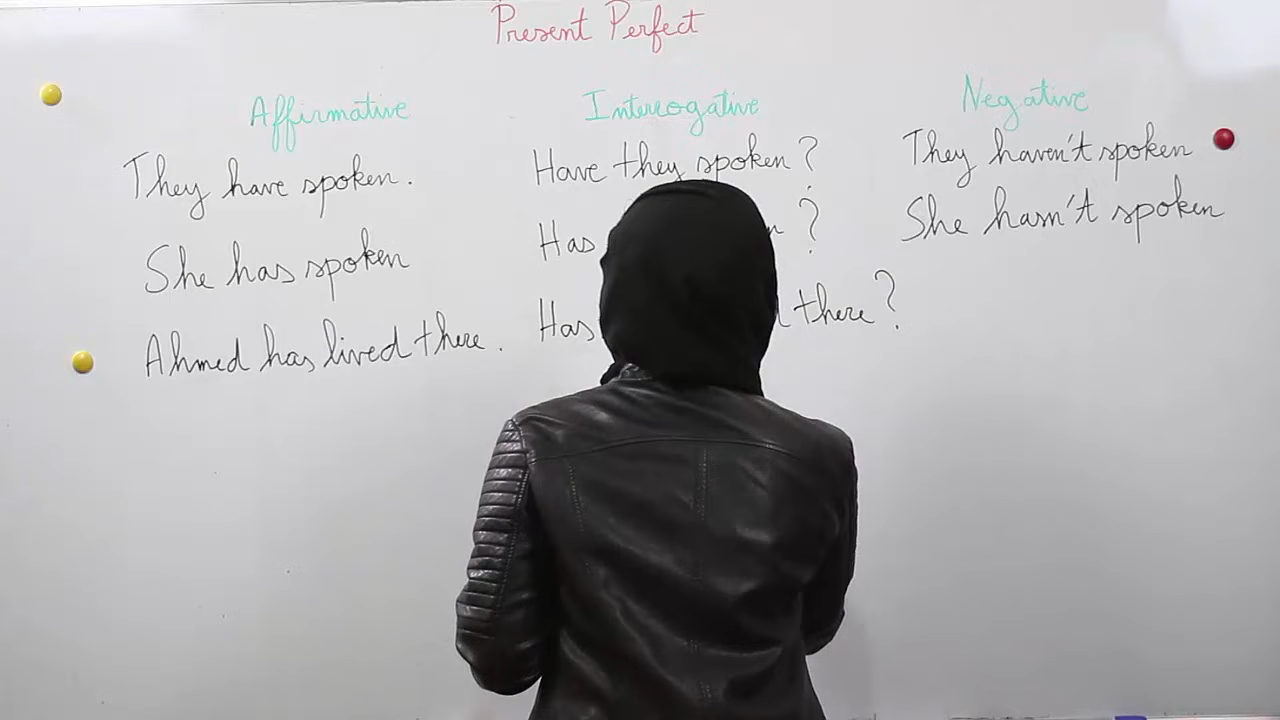 Present Perfect
Affirmative
They have spoken.
She has spoken
Ahmed has lived there.
Interrogative
Have they spoken?
Has ?
Has there?
Negative
They haven't spoken
She hasn't spoken